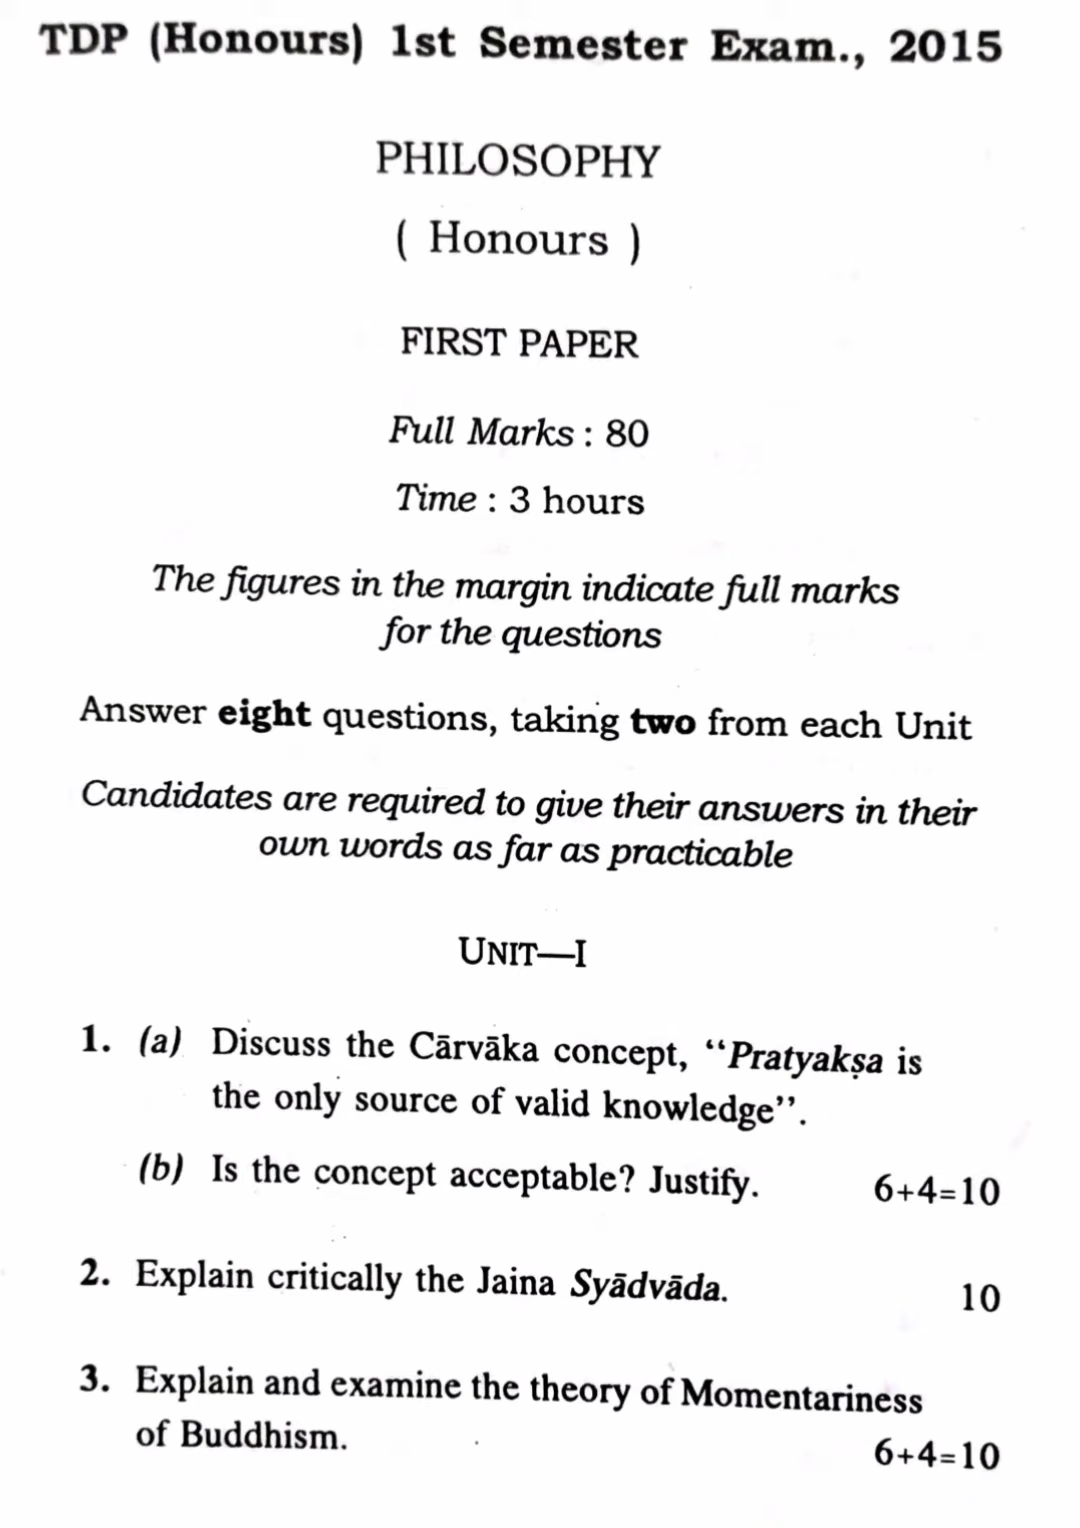 TDP (Honours) 1st Semester Exam., 2015
PHILOSOPHY
( Honours )
FIRST PAPER
Full Marks : 80
Time : 3 hours
The figures in the margin indicate full marks
for the questions
Answer eight questions, taking two from each Unit
Candidates are required to give their answers in their
own words as far as practicable
UNIT—I
1. (a) Discuss the Cārvāka concept, “Pratyakṣa is
the only source of valid knowledge”.
(b) Is the concept acceptable? Justify. 6+4=10
2. Explain critically the Jaina Syādvāda. 10
3. Explain and examine the theory of Momentariness
of Buddhism. 6+4=10